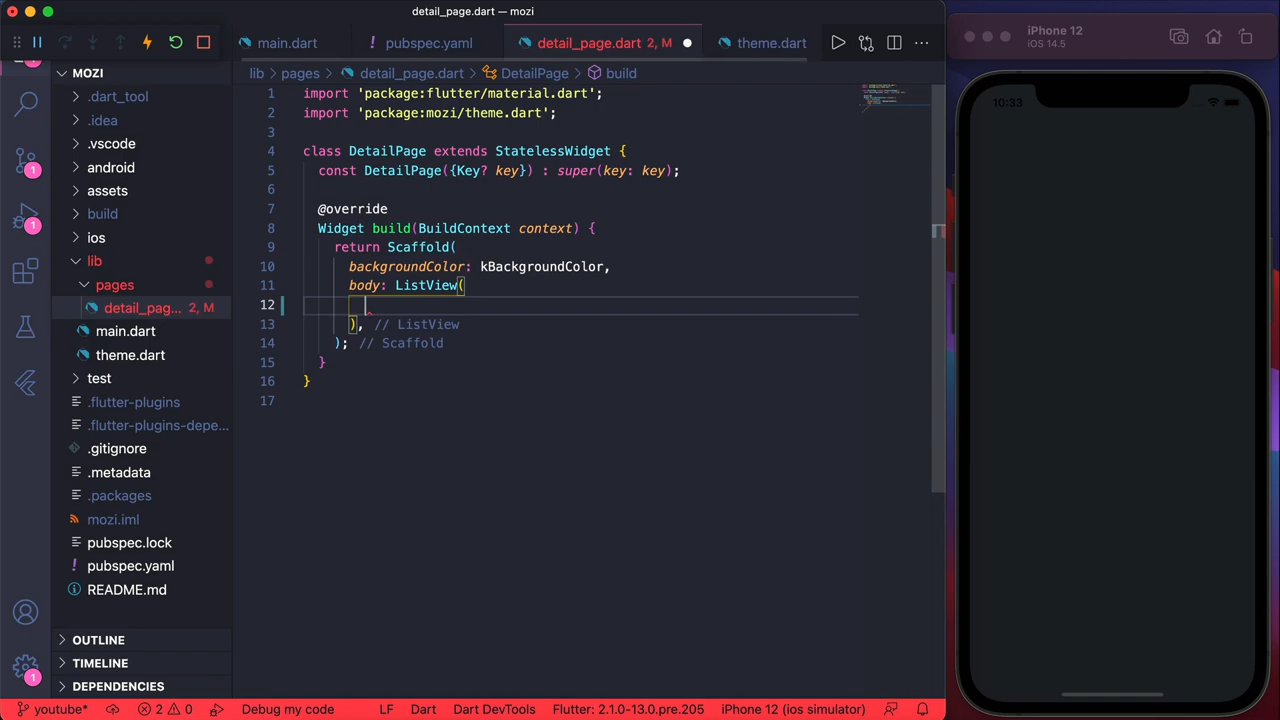 detail_page.dart — mozi
main.dart
pubspec.yaml
detail_page.dart 2, M
theme.dart
MOZI
.dart_tool
.idea
.vscode
android
assets
build
ios
lib
pages
detail_pag... 2, M
main.dart
theme.dart
test
.flutter-plugins
.flutter-plugins-depe...
.gitignore
.metadata
.packages
mozi.iml
pubspec.lock
pubspec.yaml
README.md
OUTLINE
TIMELINE
DEPENDENCIES
1
1
1
lib > pages > detail_page.dart > DetailPage > build
1 import 'package:flutter/material.dart';
2 import 'package:mozi/theme.dart';
3
4 class DetailPage extends StatelessWidget {
5 const DetailPage({Key? key}) : super(key: key);
6
7 @override
8 Widget build(BuildContext context) {
9 return Scaffold(
10 backgroundColor: kBackgroundColor,
11 body: ListView(
12
13 ), // ListView
14 ); // Scaffold
15 }
16 }
17
youtube* 2 0 Debug my code LF Dart Dart DevTools Flutter: 2.1.0-13.0.pre.205 iPhone 12 (ios simulator)
iPhone 12
iOS 14.5
10:33